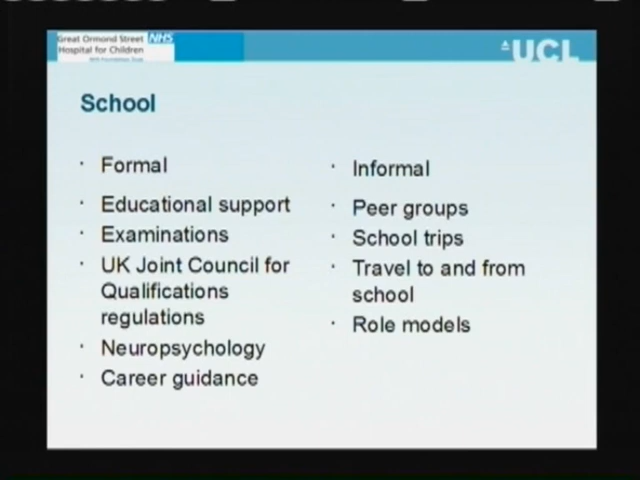 Great Ormond Street NHS
Hospital for Children
NHS Foundation Trust
UCL
School
· Formal
· Educational support
· Examinations
· UK Joint Council for
Qualifications
regulations
· Neuropsychology
· Career guidance
· Informal
· Peer groups
· School trips
· Travel to and from
school
· Role models